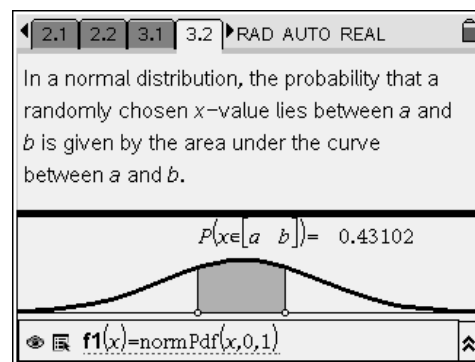 2.1 2.2 3.1 3.2 RAD AUTO REAL
In a normal distribution, the probability that a
randomly chosen x–value lies between a and
b is given by the area under the curve
between a and b.
P(x∈[a b])= 0.43102
f1(x)=normPdf(x,0,1)